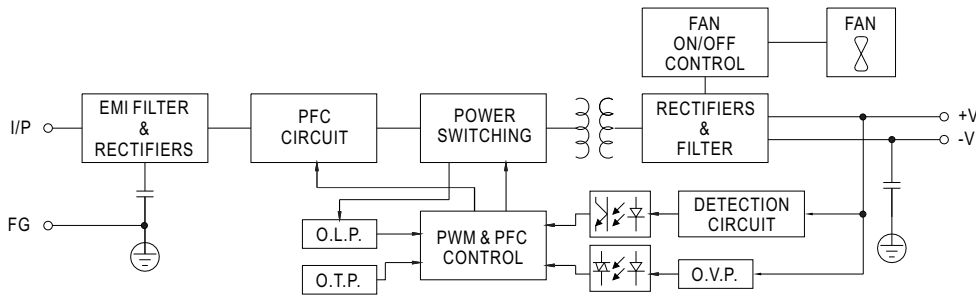 FAN
ON/OFF
CONTROL
FAN
I/P
EMI FILTER
&
RECTIFIERS
PFC
CIRCUIT
POWER
SWITCHING
RECTIFIERS
&
FILTER
+V
-V
FG
O.L.P.
O.T.P.
PWM & PFC
CONTROL
DETECTION
CIRCUIT
O.V.P.